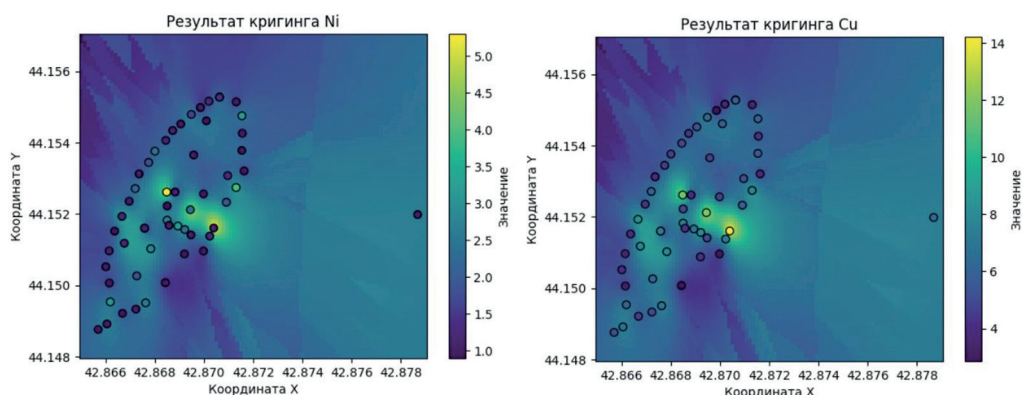 Результат кригинга Ni
44.156
44.154
44.152
44.150
44.148
Координата Y
42.866 42.868 42.870 42.872 42.874 42.876 42.878
Координата X
5.0
4.5
4.0
3.5
3.0
2.5
2.0
1.5
1.0
Значение
Результат кригинга Cu
44.156
44.154
44.152
44.150
44.148
Координата Y
42.866 42.868 42.870 42.872 42.874 42.876 42.878
Координата X
14
12
10
8
6
4
Значение